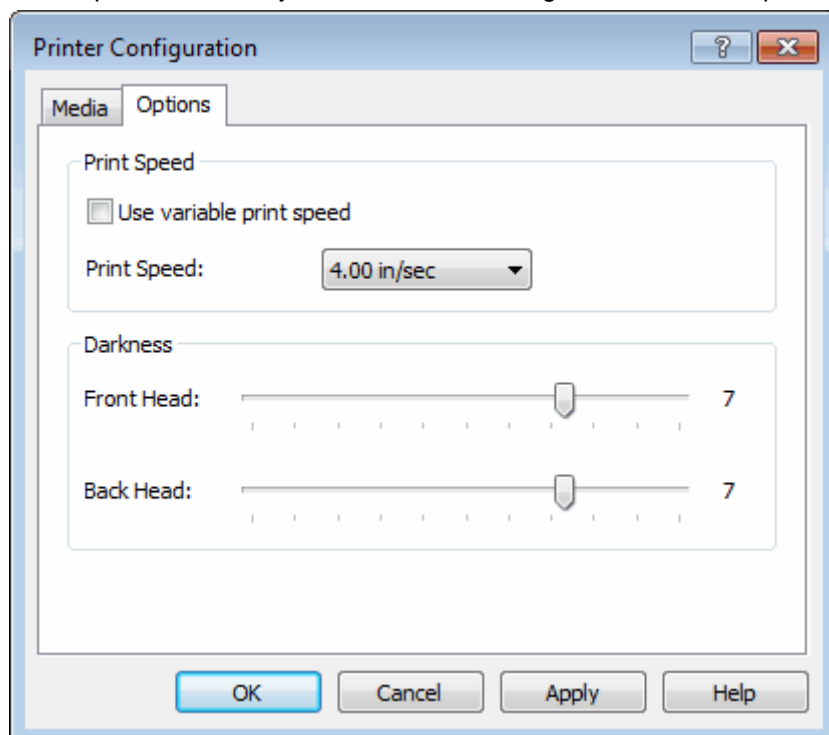 Printer Configuration
?
Media Options
Print Speed
Use variable print speed
Print Speed: 4.00 in/sec
Darkness
Front Head: 7
Back Head: 7
OK Cancel Apply Help